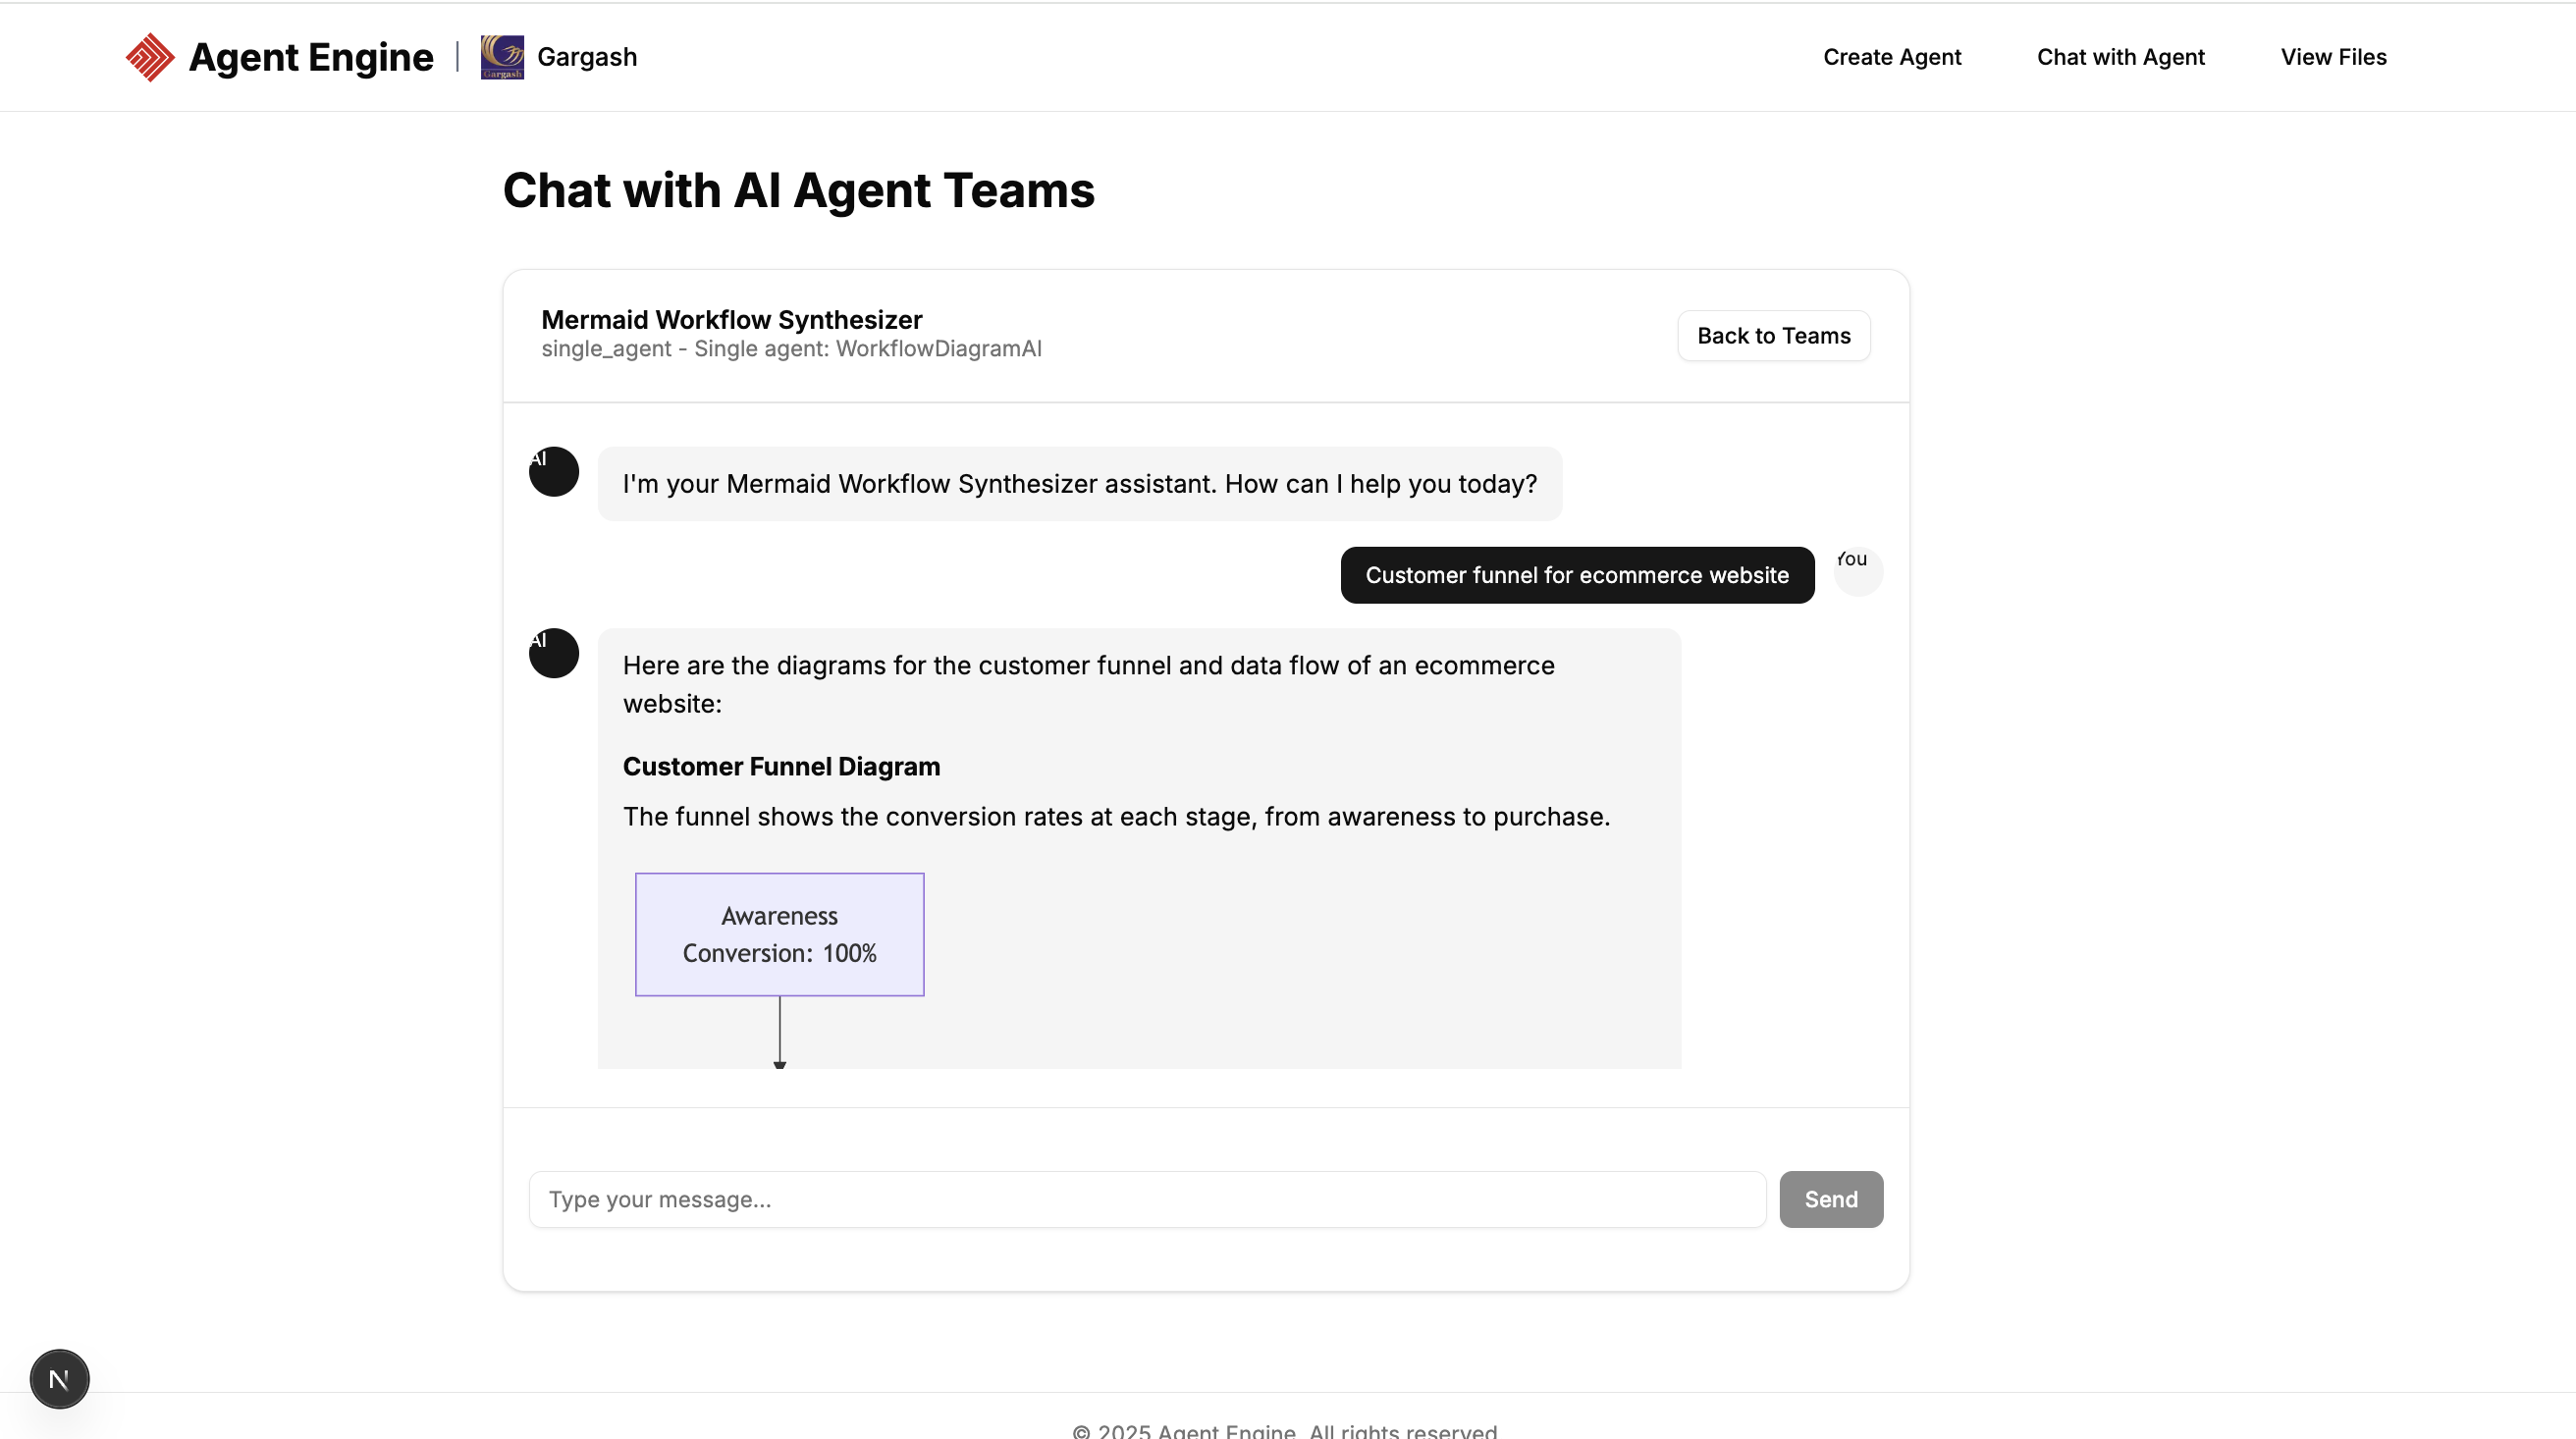 Agent Engine
Gargash
Gargash
Create Agent
Chat with Agent
View Files
Chat with AI Agent Teams
Mermaid Workflow Synthesizer
single_agent - Single agent: WorkflowDiagramAI
Back to Teams
AI
I'm your Mermaid Workflow Synthesizer assistant. How can I help you today?
Customer funnel for ecommerce website
You
AI
Here are the diagrams for the customer funnel and data flow of an ecommerce
website:
Customer Funnel Diagram
The funnel shows the conversion rates at each stage, from awareness to purchase.
Awareness
Conversion: 100%
Type your message...
Send
N
© 2025 Agent Engine. All rights reserved